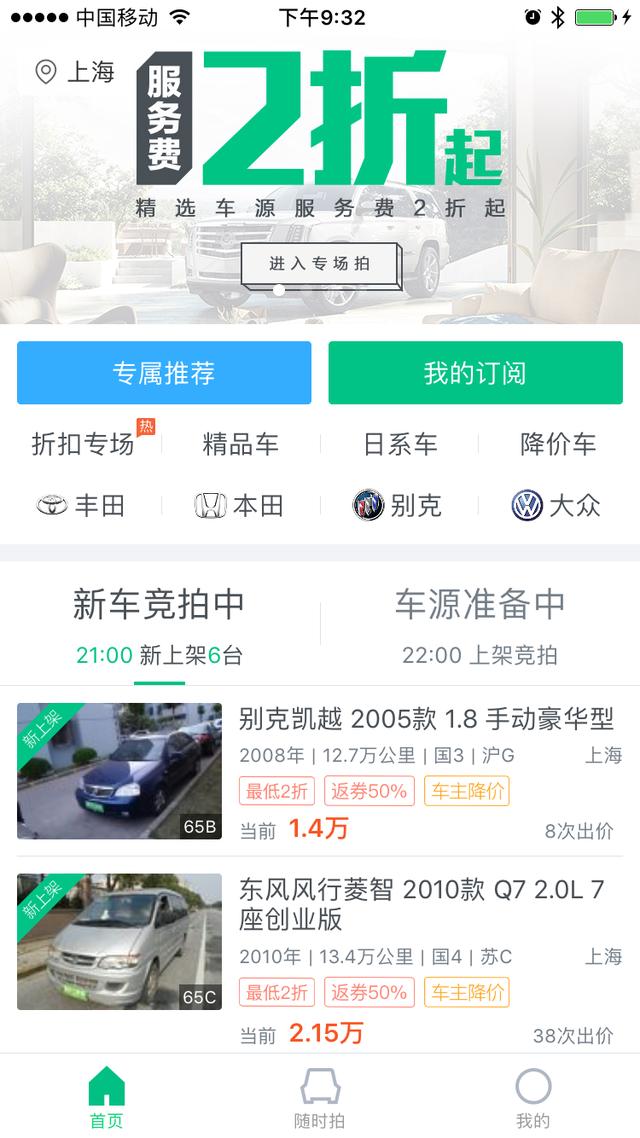 中国移动 下午9:32
上海
服务费 2折起
精选车源服务费2折起
进入专场拍
专属推荐 我的订阅
折扣专场 热 精品车 日系车 降价车
丰田 本田 别克 大众
新车竞拍中 车源准备中
21:00 新上架6台 22:00 上架竞拍
新上架
65B
别克凯越 2005款 1.8 手动豪华型
2008年 | 12.7万公里 | 国3 | 沪G 上海
最低2折 返券50% 车主降价
当前 1.4万 8次出价
新上架
65C
东风风行菱智 2010款 Q7 2.0L 7
座创业版
2010年 | 13.4万公里 | 国4 | 苏C 上海
最低2折 返券50% 车主降价
当前 2.15万 38次出价
首页 随时拍 我的